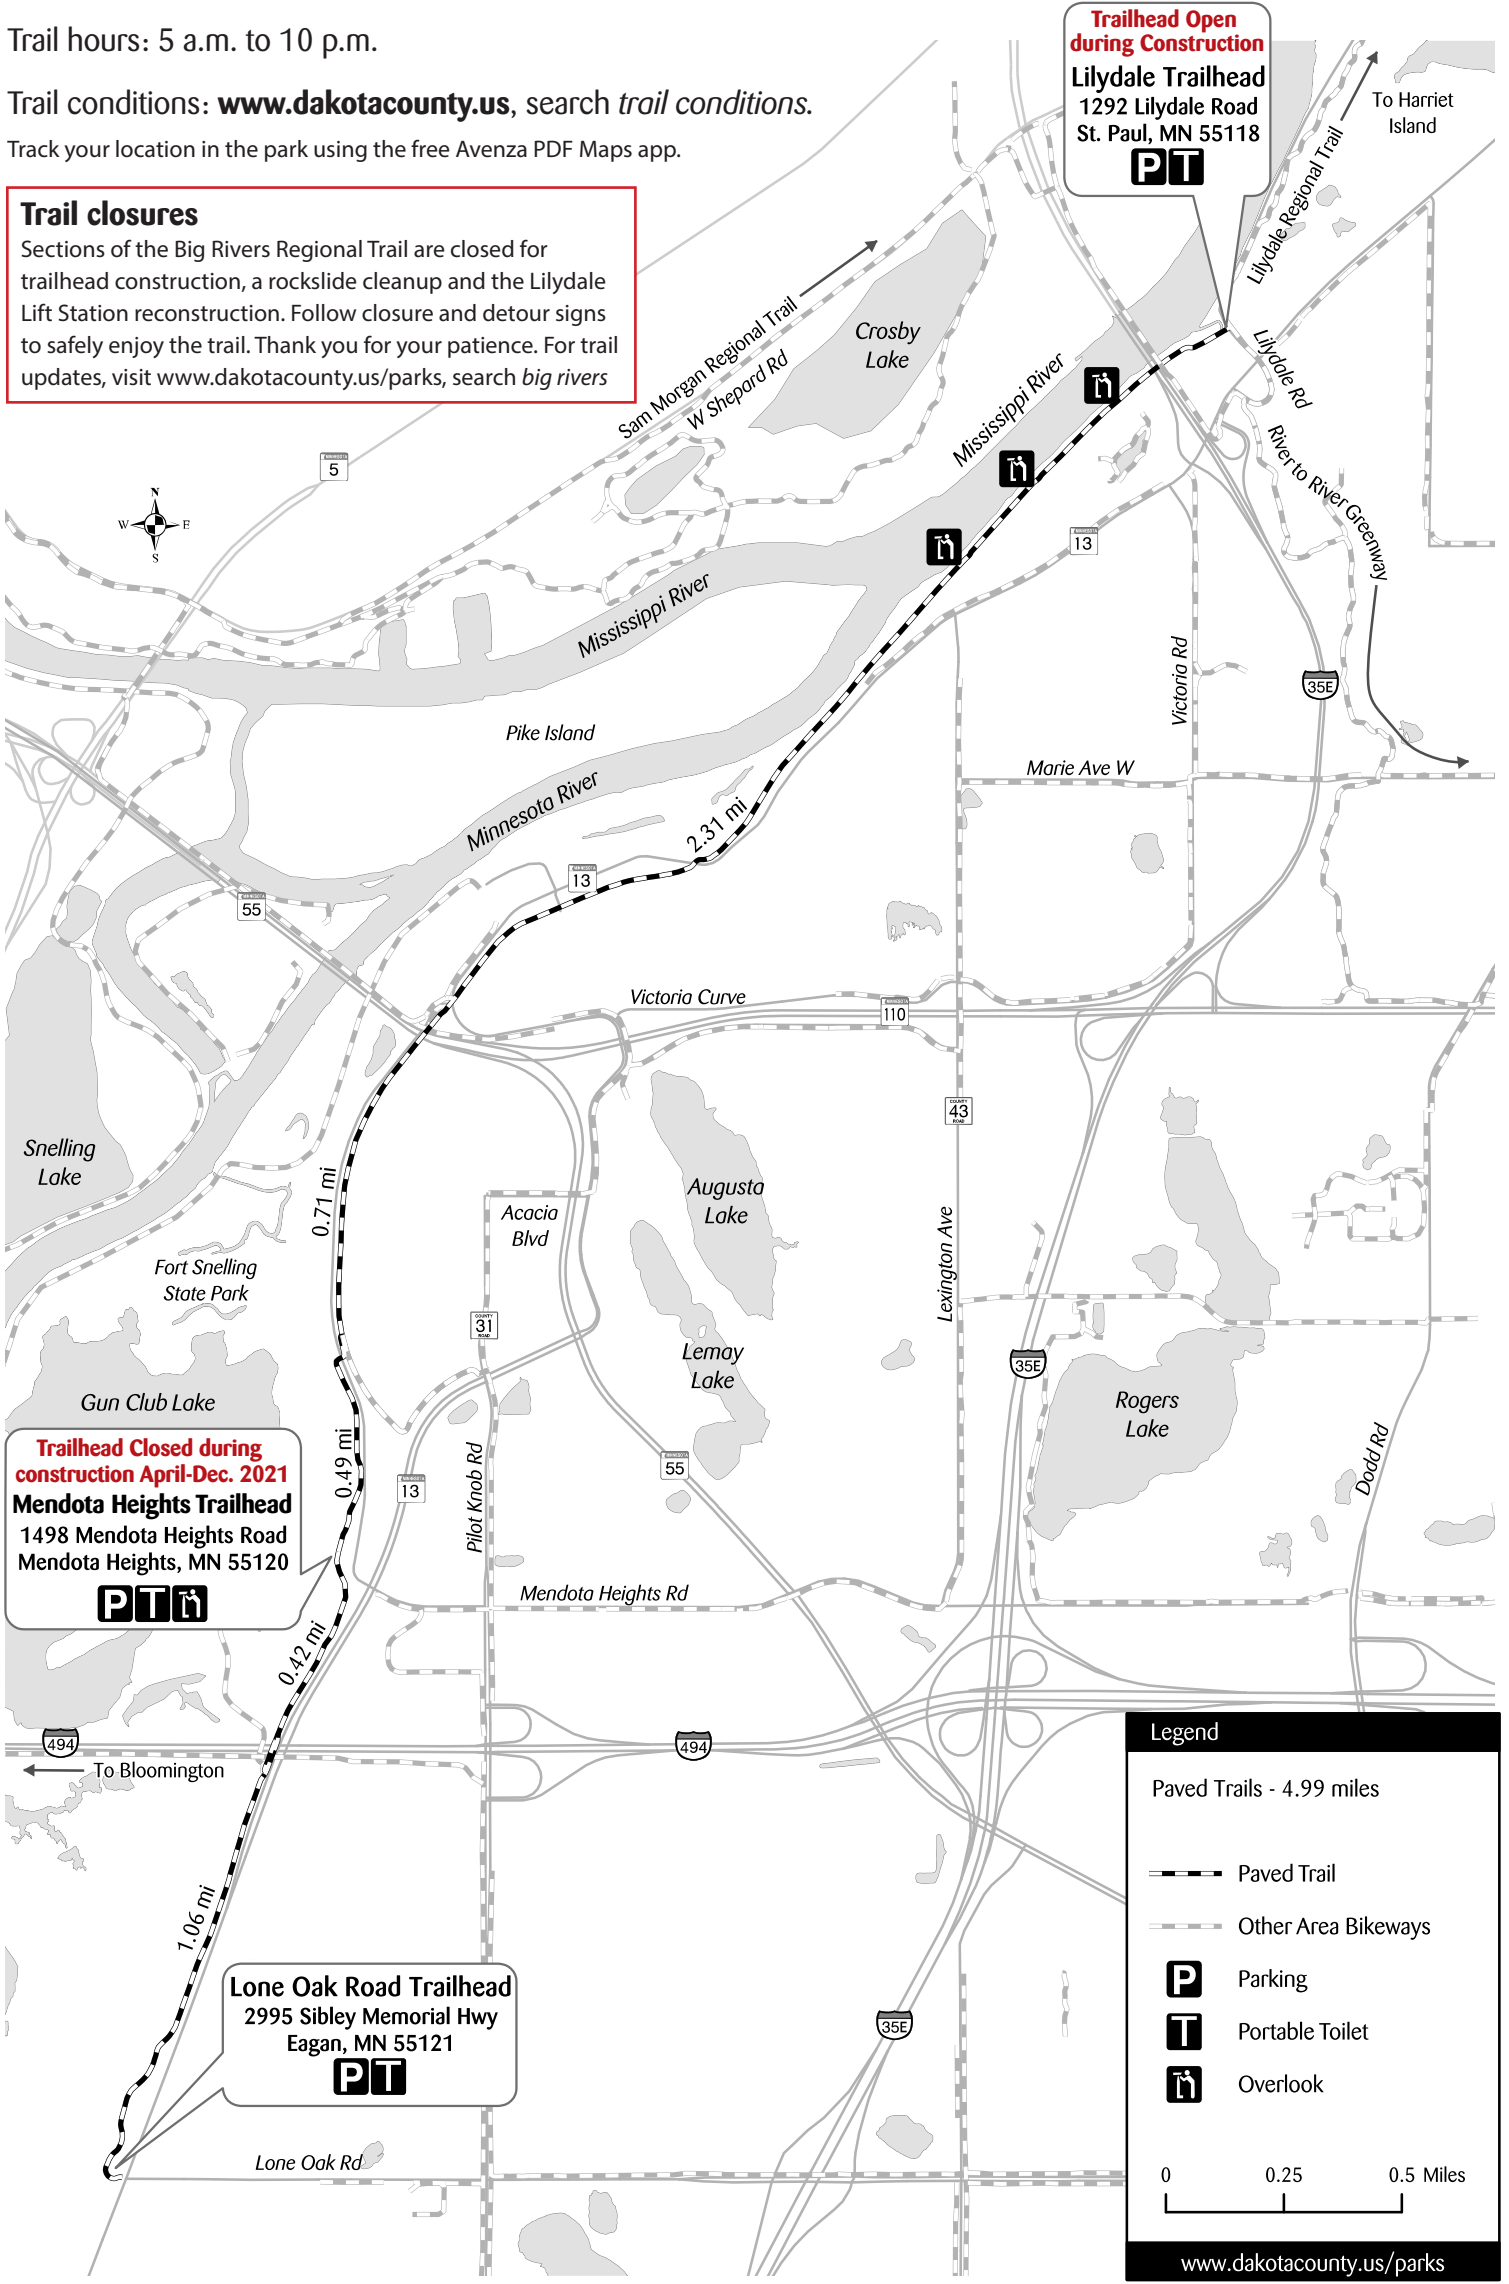 Trail hours: 5 a.m. to 10 p.m.
Trail conditions: www.dakotacounty.us, search trail conditions.
Track your location in the park using the free Avenza PDF Maps app.
Trail closures
Sections of the Big Rivers Regional Trail are closed for
trailhead construction, a rockslide cleanup and the Lilydale
Lift Station reconstruction. Follow closure and detour signs
to safely enjoy the trail. Thank you for your patience. For trail
updates, visit www.dakotacounty.us/parks, search big rivers
Trailhead Open
during Construction
Lilydale Trailhead
1292 Lilydale Road
St. Paul, MN 55118
P T
To Harriet
Island
Lilydale Regional Trail
Sam Morgan Regional Trail
W Shepard Rd
Crosby
Lake
Mississippi River
Lilydale Rd
River to River Greenway
MINNESOTA
5
N
W E
S
MINNESOTA
13
Mississippi River
Victoria Rd
35E
Pike Island
Marie Ave W
Minnesota River
2.31 mi
MINNESOTA
13
MINNESOTA
55
Victoria Curve
MINNESOTA
110
COUNTY
43
ROAD
Snelling
Lake
0.71 mi
Acacia
Blvd
Augusta
Lake
Lexington Ave
Fort Snelling
State Park
COUNTY
31
ROAD
Lemay
Lake
35E
Rogers
Lake
Gun Club Lake
Trailhead Closed during
construction April-Dec. 2021
Mendota Heights Trailhead
1498 Mendota Heights Road
Mendota Heights, MN 55120
P T
0.49 mi
MINNESOTA
13
Pilot Knob Rd
MINNESOTA
55
Dodd Rd
Mendota Heights Rd
0.42 mi
494
494
To Bloomington
1.06 mi
Lone Oak Road Trailhead
2995 Sibley Memorial Hwy
Eagan, MN 55121
P T
35E
Lone Oak Rd
Legend
Paved Trails - 4.99 miles
Paved Trail
Other Area Bikeways
P Parking
T Portable Toilet
Overlook
0 0.25 0.5 Miles
www.dakotacounty.us/parks